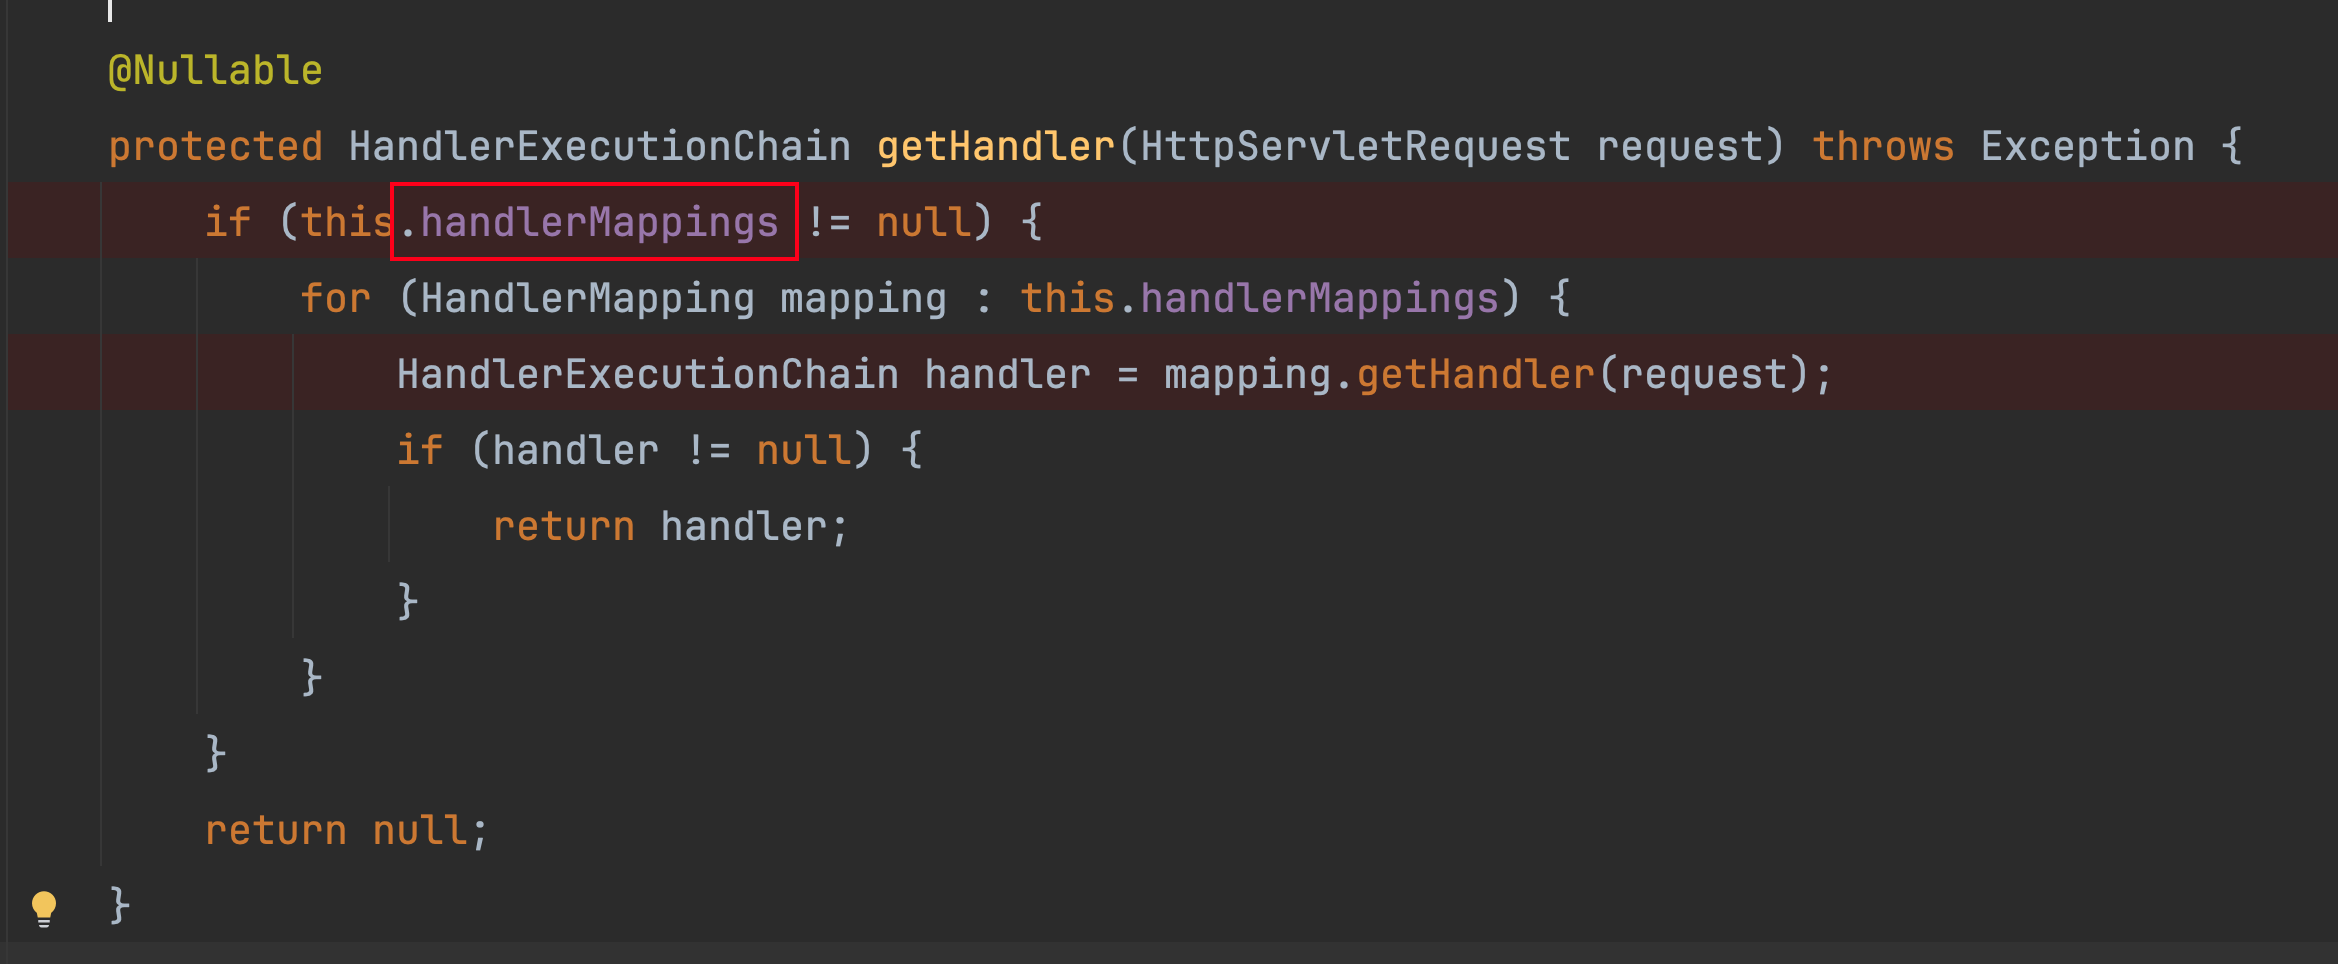 @Nullable
protected HandlerExecutionChain getHandler(HttpServletRequest request) throws Exception {
if (this.handlerMappings != null) {
for (HandlerMapping mapping : this.handlerMappings) {
HandlerExecutionChain handler = mapping.getHandler(request);
if (handler != null) {
return handler;
}
}
}
return null;
}